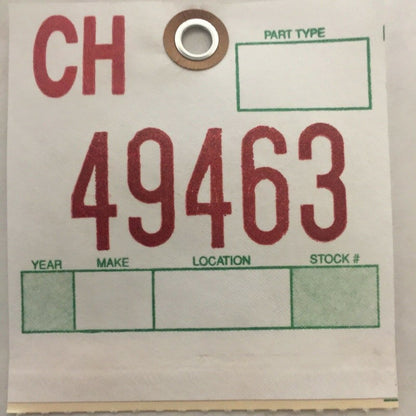 CH
PART TYPE
49463
YEAR MAKE LOCATION STOCK #